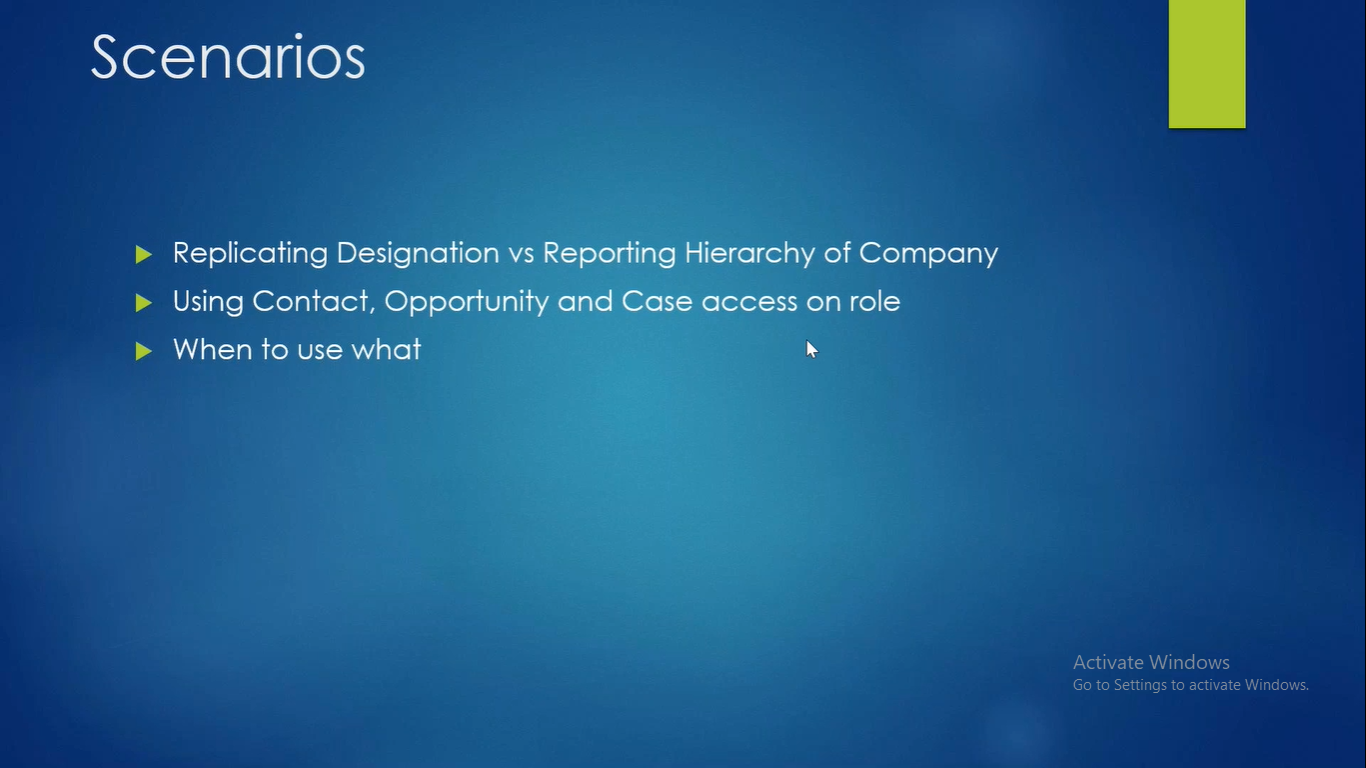 Scenarios
Replicating Designation vs Reporting Hierarchy of Company
Using Contact, Opportunity and Case access on role
When to use what
Activate Windows
Go to Settings to activate Windows.